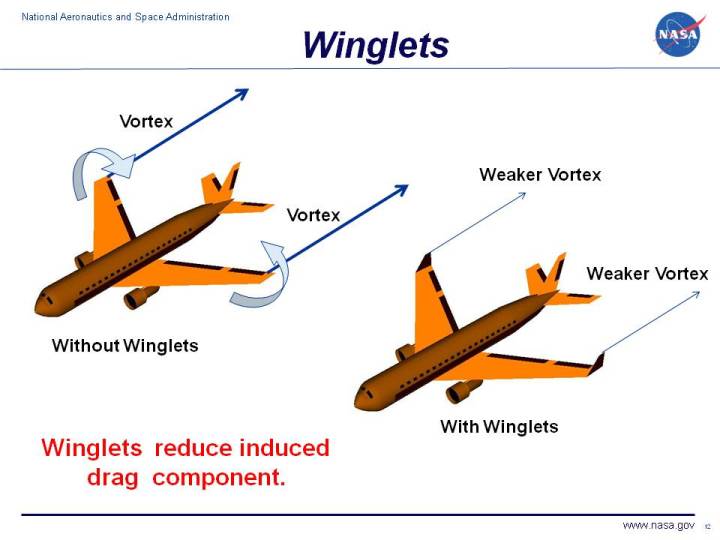 National Aeronautics and Space Administration
Winglets
NASA
Vortex
Vortex
Weaker Vortex
Weaker Vortex
Without Winglets
With Winglets
Winglets reduce induced
drag component.
www.nasa.gov 12